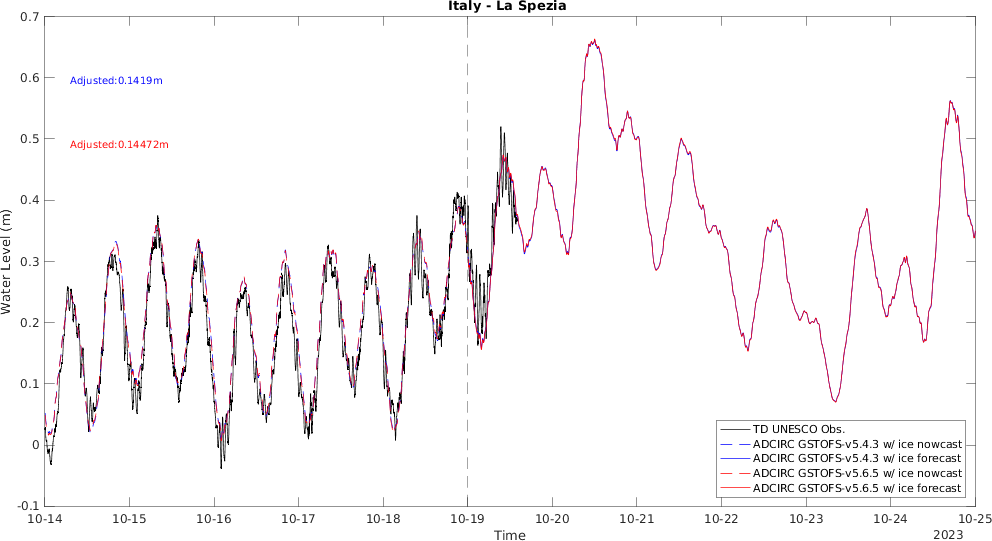 Italy - La Spezia
0.7
0.6
0.5
0.4
0.3
0.2
0.1
0
-0.1
Water Level (m)
Adjusted:0.1419m
Adjusted:0.14472m
TD UNESCO Obs.
ADCIRC GSTOFS-v5.4.3 w/ ice nowcast
ADCIRC GSTOFS-v5.4.3 w/ ice forecast
ADCIRC GSTOFS-v5.6.5 w/ ice nowcast
ADCIRC GSTOFS-v5.6.5 w/ ice forecast
10-14 10-15 10-16 10-17 10-18 10-19 10-20 10-21 10-22 10-23 10-24 10-25
Time
2023